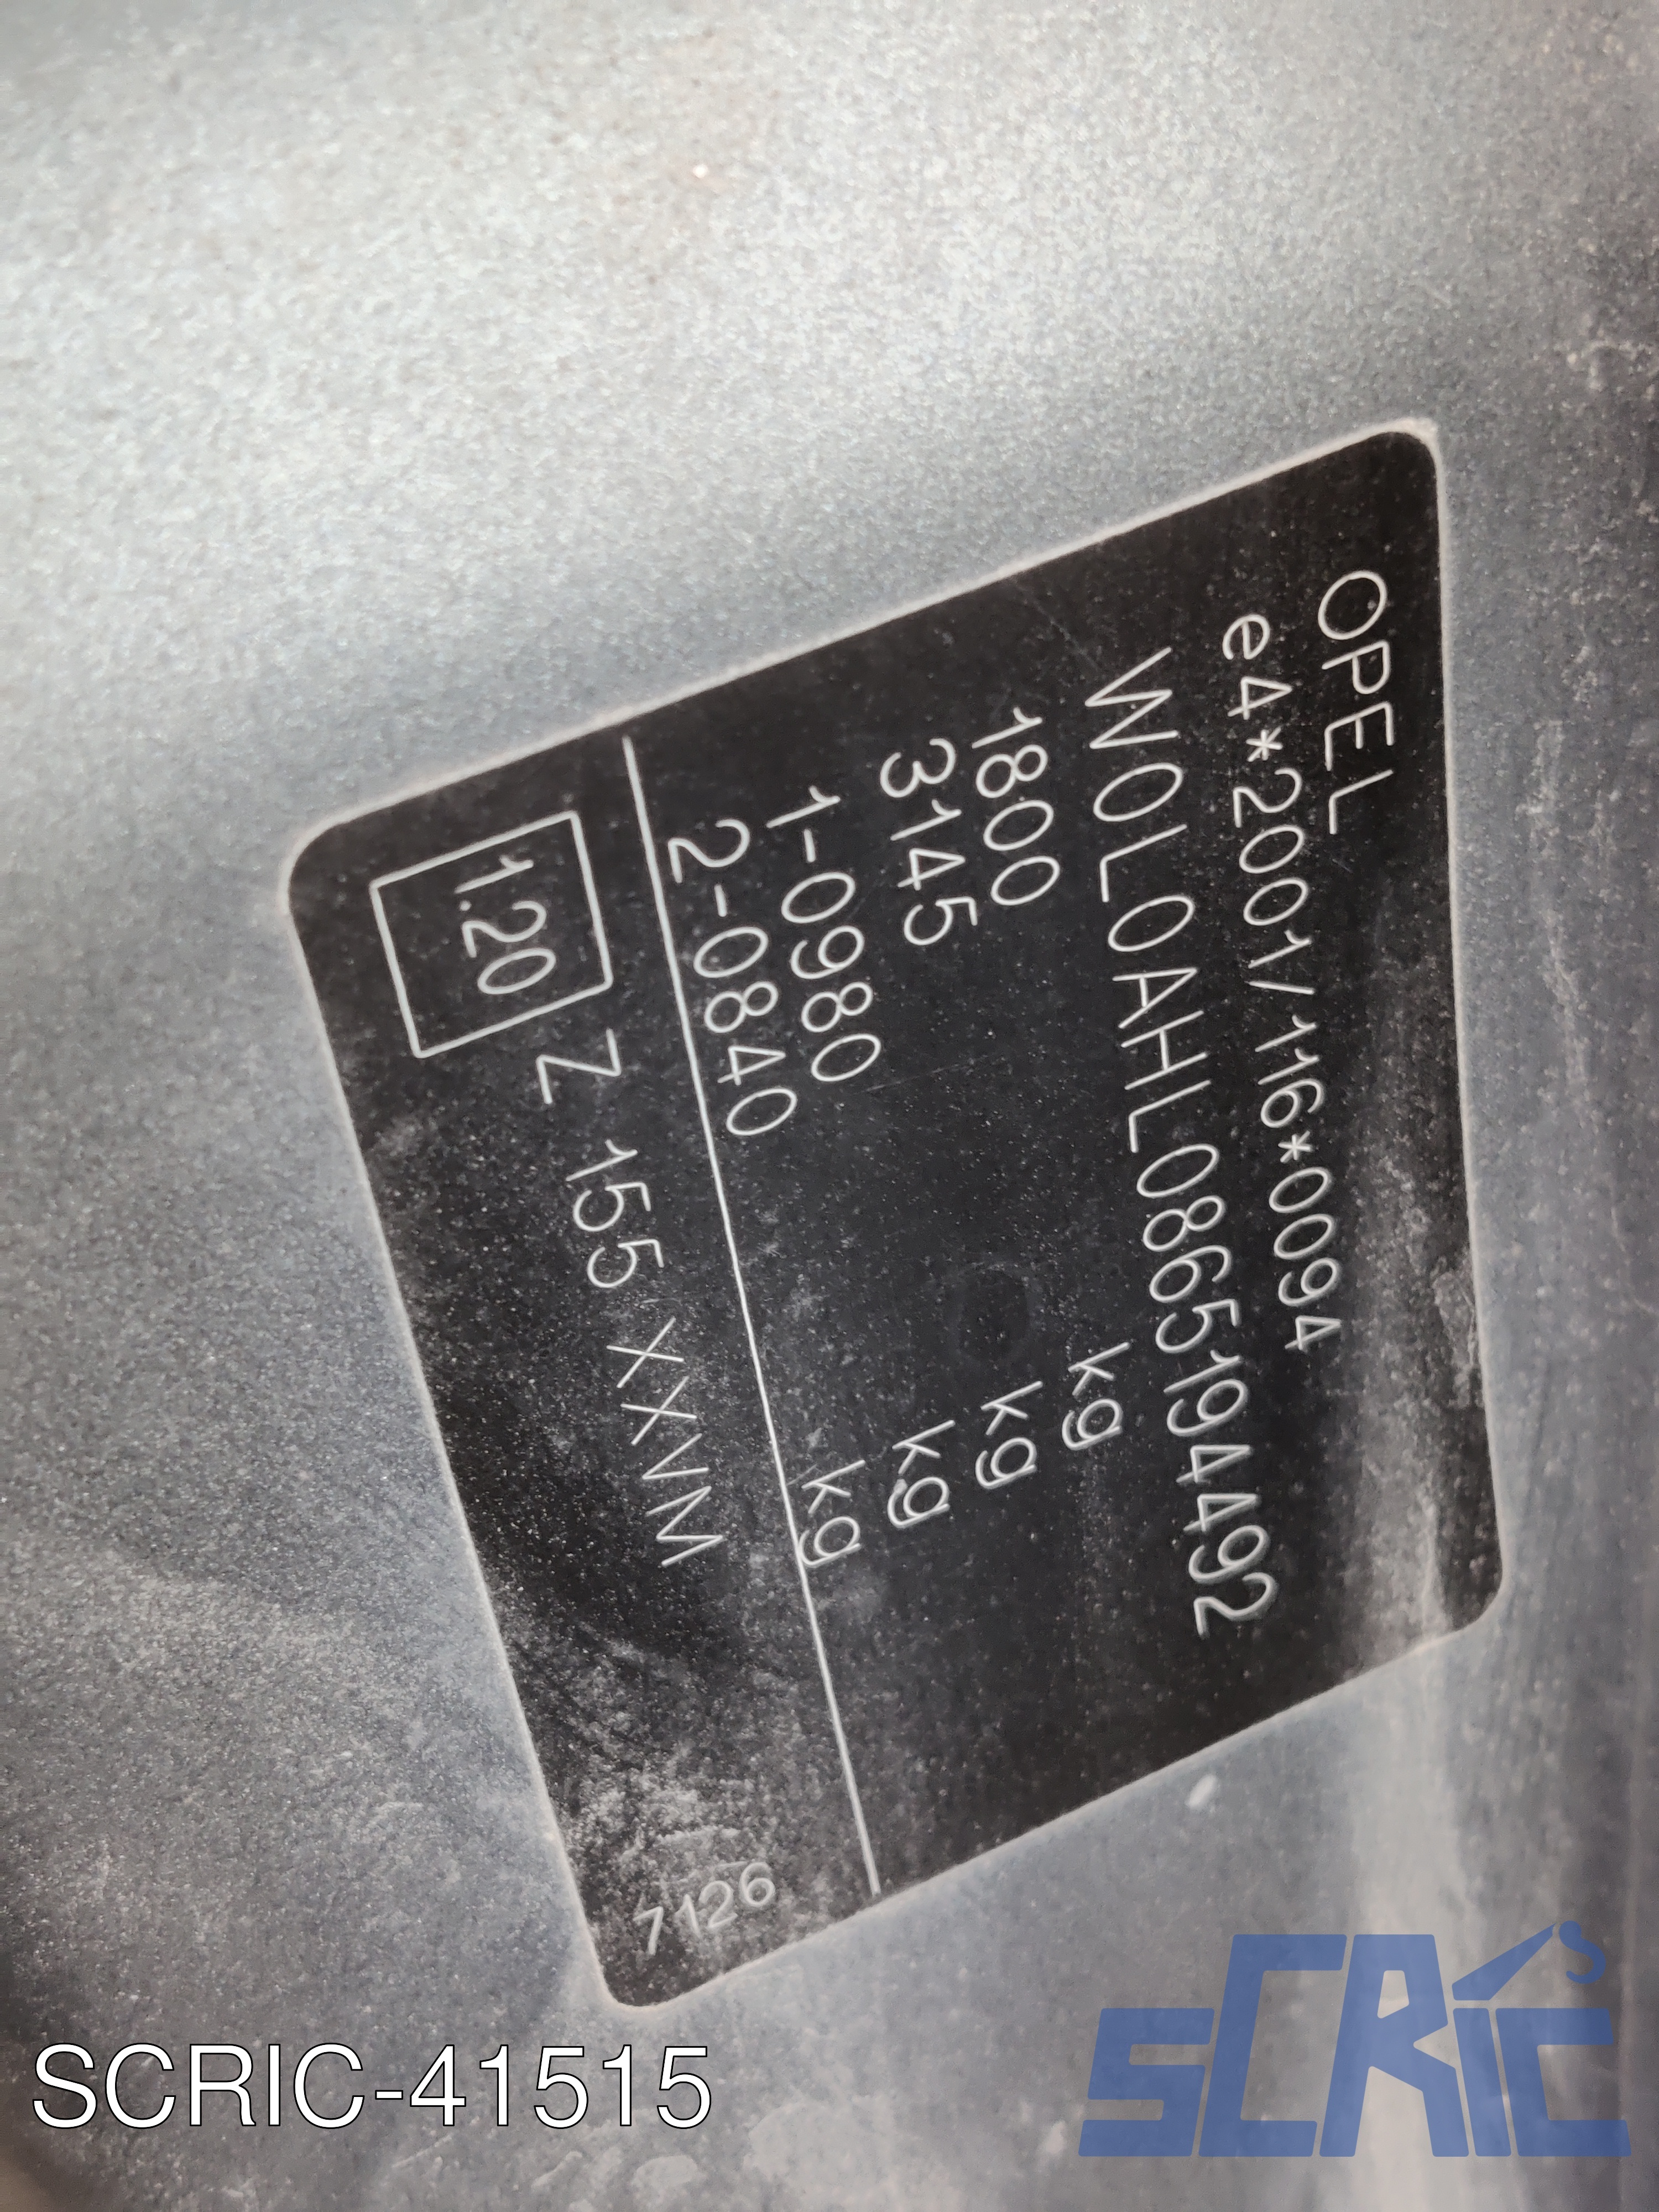 OPEL
e4*2001/116*0094
W0L0AHL0865194492
1800 kg
3145 kg
1-0980 kg
2-0840 kg
1.20 Z 155 XXVM
7126
SCRIC-41515
SCRIC'S